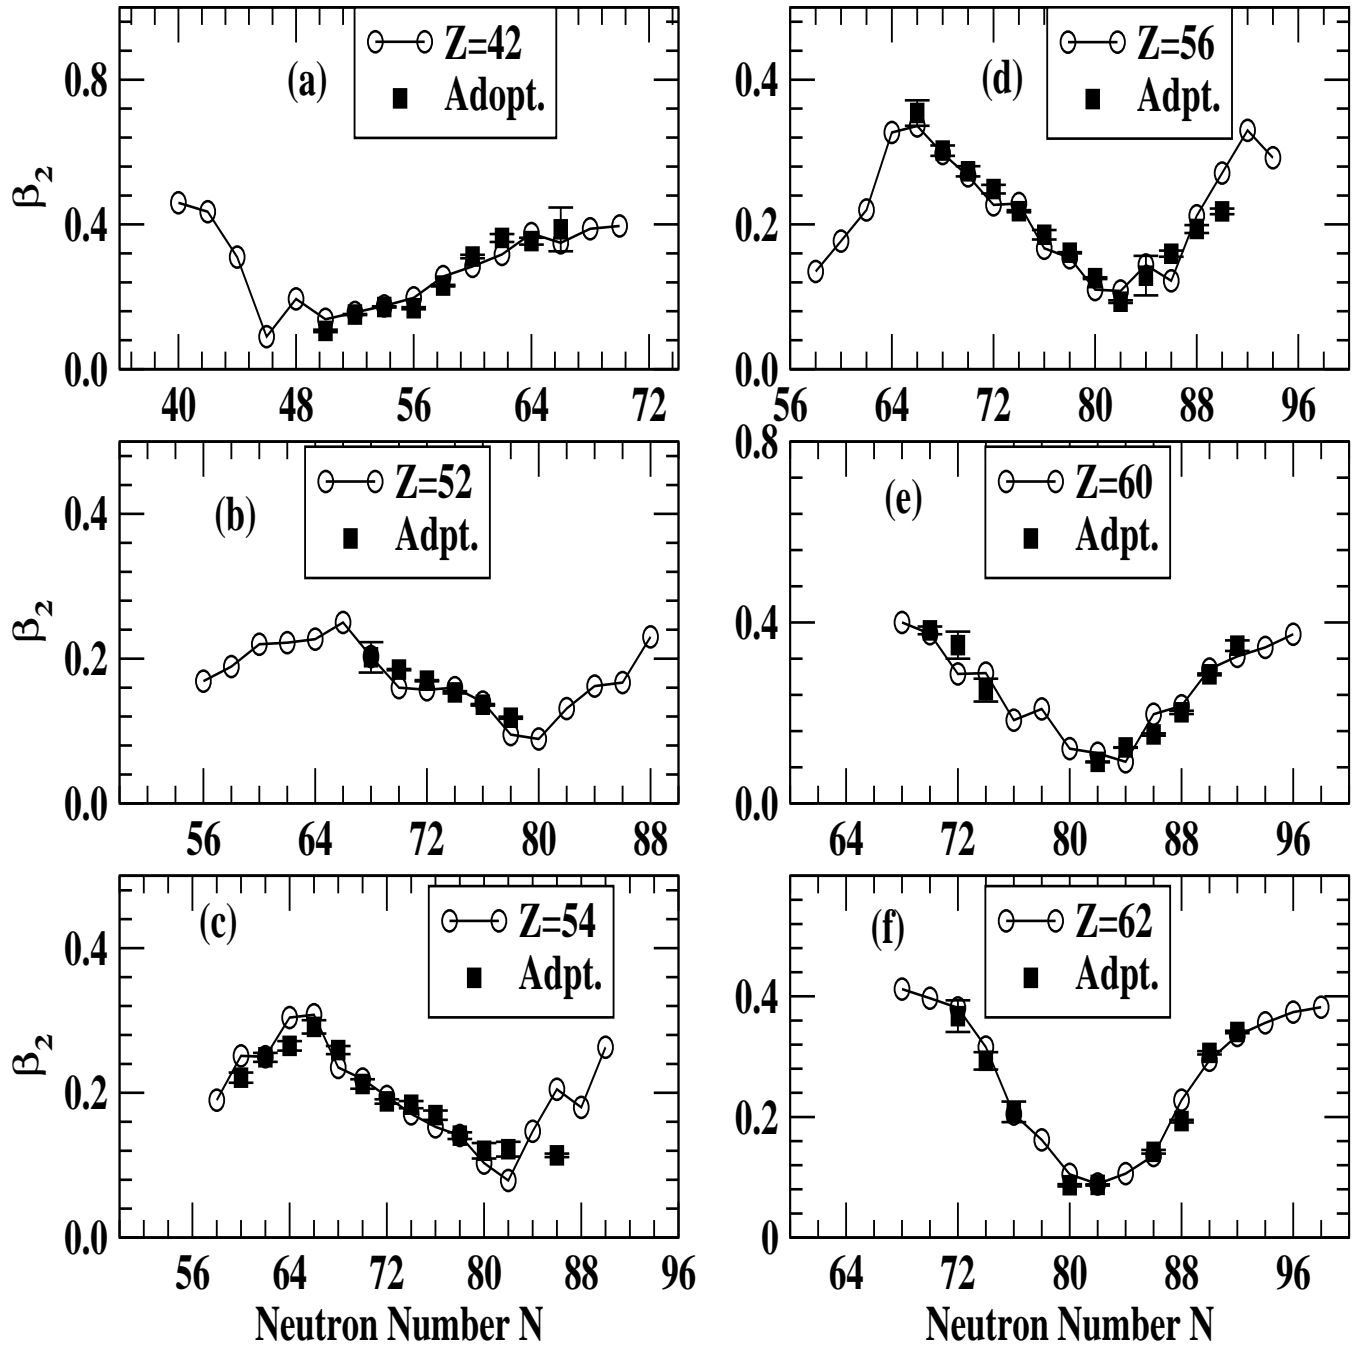 Z=42
Adopt.
(a)
0.8
0.4
0.0
β2
40 48 56 64 72
Z=56
Adpt.
(d)
0.4
0.2
0.0
56 64 72 80 88 96
Z=52
Adpt.
(b)
0.4
0.2
0.0
β2
56 64 72 80 88
Z=60
Adpt.
(e)
0.8
0.4
0.0
64 72 80 88 96
Z=54
Adpt.
(c)
0.4
0.2
0.0
β2
56 64 72 80 88 96
Neutron Number N
Z=62
Adpt.
(f)
0.4
0.2
0
64 72 80 88 96
Neutron Number N